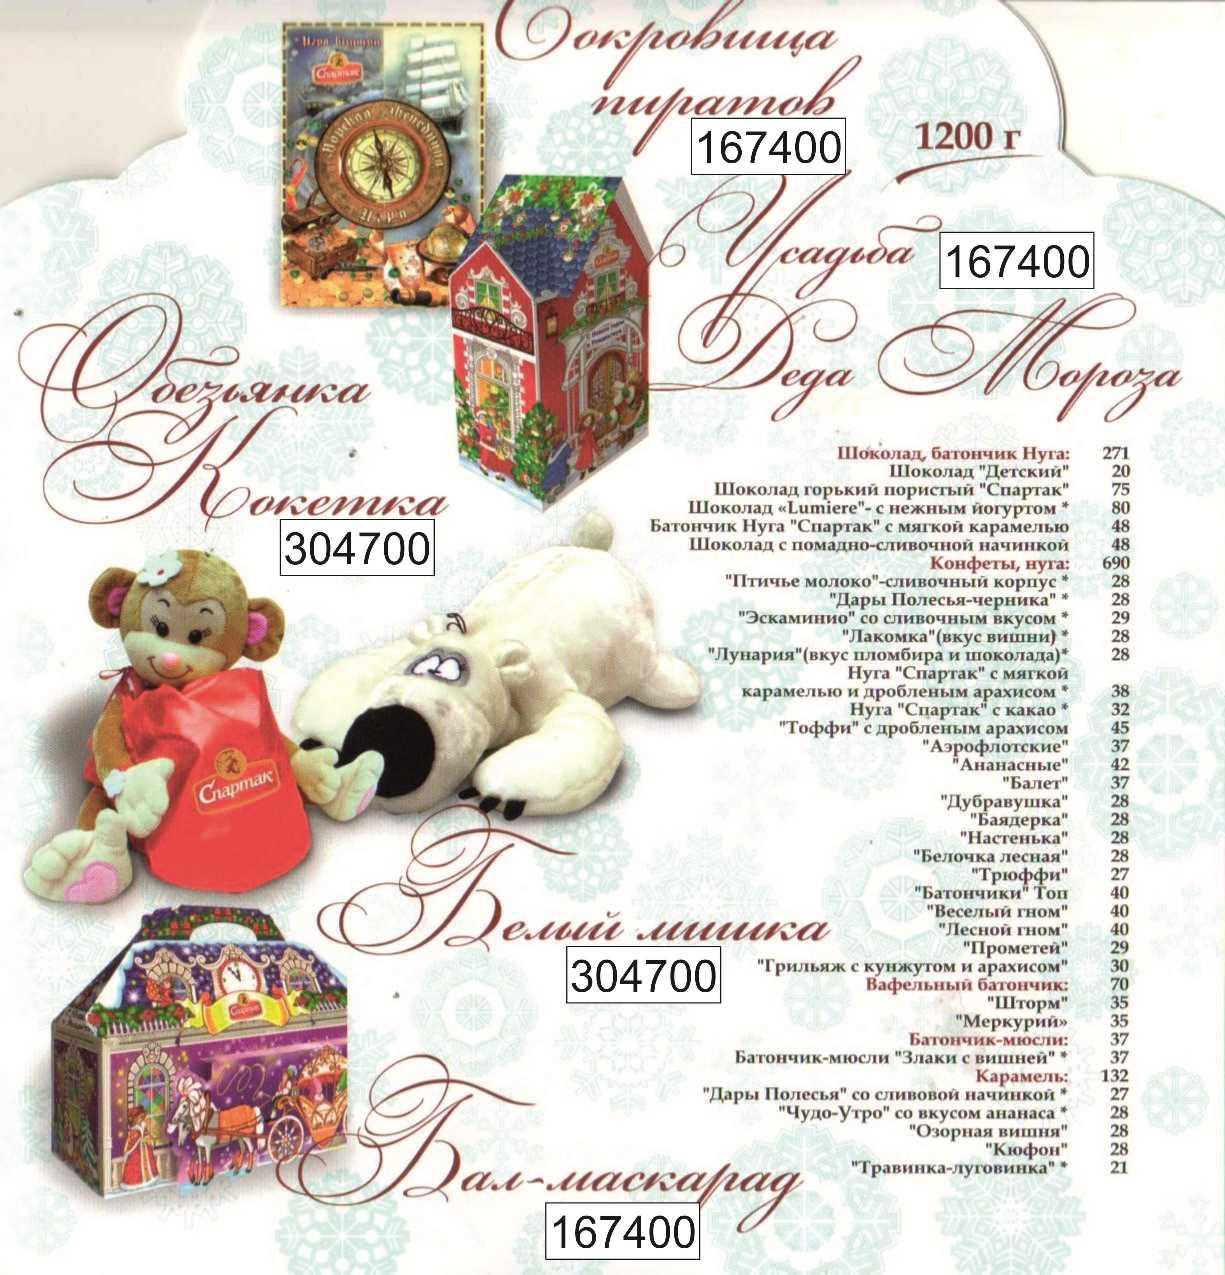 Игра внутри
Спартак
Морская экспедиция
Игра
Сокровища
пиратов
167400
1200 г
Усадьба
167400
Деда Мороза
Спартак
Обезьянка
Кокетка
304700
Шоколад, батончик Нуга: 271
Шоколад "Детский" 20
Шоколад горький пористый "Спартак" 75
Шоколад «Lumiere"- с нежным йогуртом * 80
Батончик Нуга "Спартак" с мягкой карамелью 48
Шоколад с помадно-сливочной начинкой 48
Конфеты, нуга: 690
"Птичье молоко"-сливочный корпус * 28
"Дары Полесья-черника" * 28
"Эскаминио" со сливочным вкусом * 29
"Лакомка"(вкус вишни) * 28
"Лунария"(вкус пломбира и шоколада)* 28
Нуга "Спартак" с мягкой
карамелью и дробленым арахисом * 38
Нуга "Спартак" с какао * 32
"Тоффи" с дробленым арахисом 45
"Аэрофлотские" 37
"Ананасные" 42
"Балет" 37
"Дубравушка" 28
"Баядерка" 28
"Настенька" 28
"Белочка лесная" 28
"Трюффи" 27
"Батончики" Топ 40
"Веселый гном" 40
"Лесной гном" 40
"Прометей" 29
"Грильяж с кунжутом и арахисом" 30
Вафельный батончик: 70
"Шторм" 35
"Меркурий» 35
Батончик-мюсли: 37
Батончик-мюсли "Злаки с вишней" * 37
Карамель: 132
"Дары Полесья" со сливовой начинкой * 27
"Чудо-Утро" со вкусом ананаса * 28
"Озорная вишня" 28
"Кюфон" 28
"Травинка-луговинка" * 21
Спартак
Белый мишка
304700
Спартак
Бал-маскарад
167400